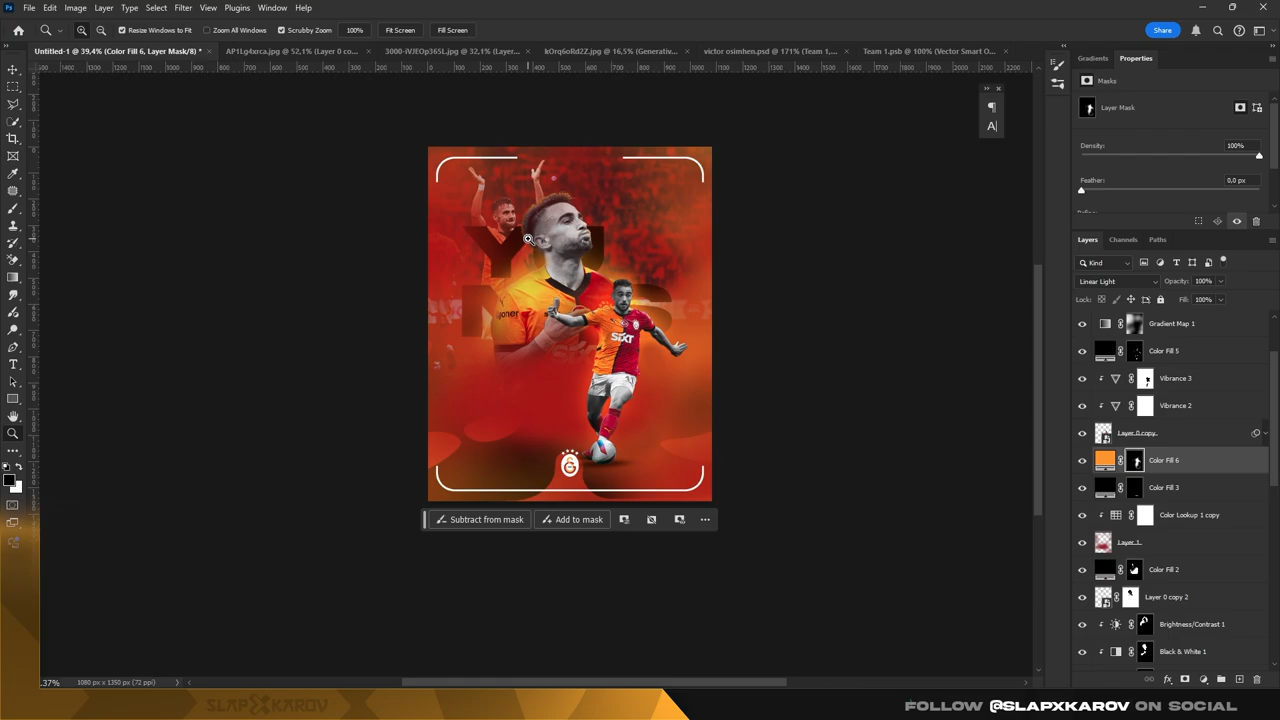 File Edit Image Layer Type Select Filter View Plugins Window Help
Resize Windows to Fit Zoom All Windows Scrubby Zoom 100% Fit Screen Fill Screen
Share
Untitled-1 @ 39,4% (Color Fill 6, Layer Mask/8) * AP1Lg4xrca.jpg @ 52,1% (Layer 0 co... 3000-iVJEOp365L.jpg @ 32,1% (Layer... kOrq6oRd2Z.jpg @ 16,5% (Generativ... victor osimhen.psd @ 171% (Team 1,... Team 1.psb @ 100% (Vector Smart O...
Gradients Properties
Masks
Layer Mask
Density: 100%
Feather: 0,0 px
Layers Channels Paths
Kind
Linear Light Opacity: 100%
Lock: Fill: 100%
Gradient Map 1
Color Fill 5
Vibrance 3
Vibrance 2
Layer 0 copy
Color Fill 6
Color Fill 3
Color Lookup 1 copy
Layer 1
Color Fill 2
Layer 0 copy 2
Brightness/Contrast 1
Black & White 1
SIXT
Subtract from mask Add to mask
1080 px x 1350 px (72 ppi)
SLAPXKAROV
FOLLOW @SLAPXKAROV ON SOCIAL